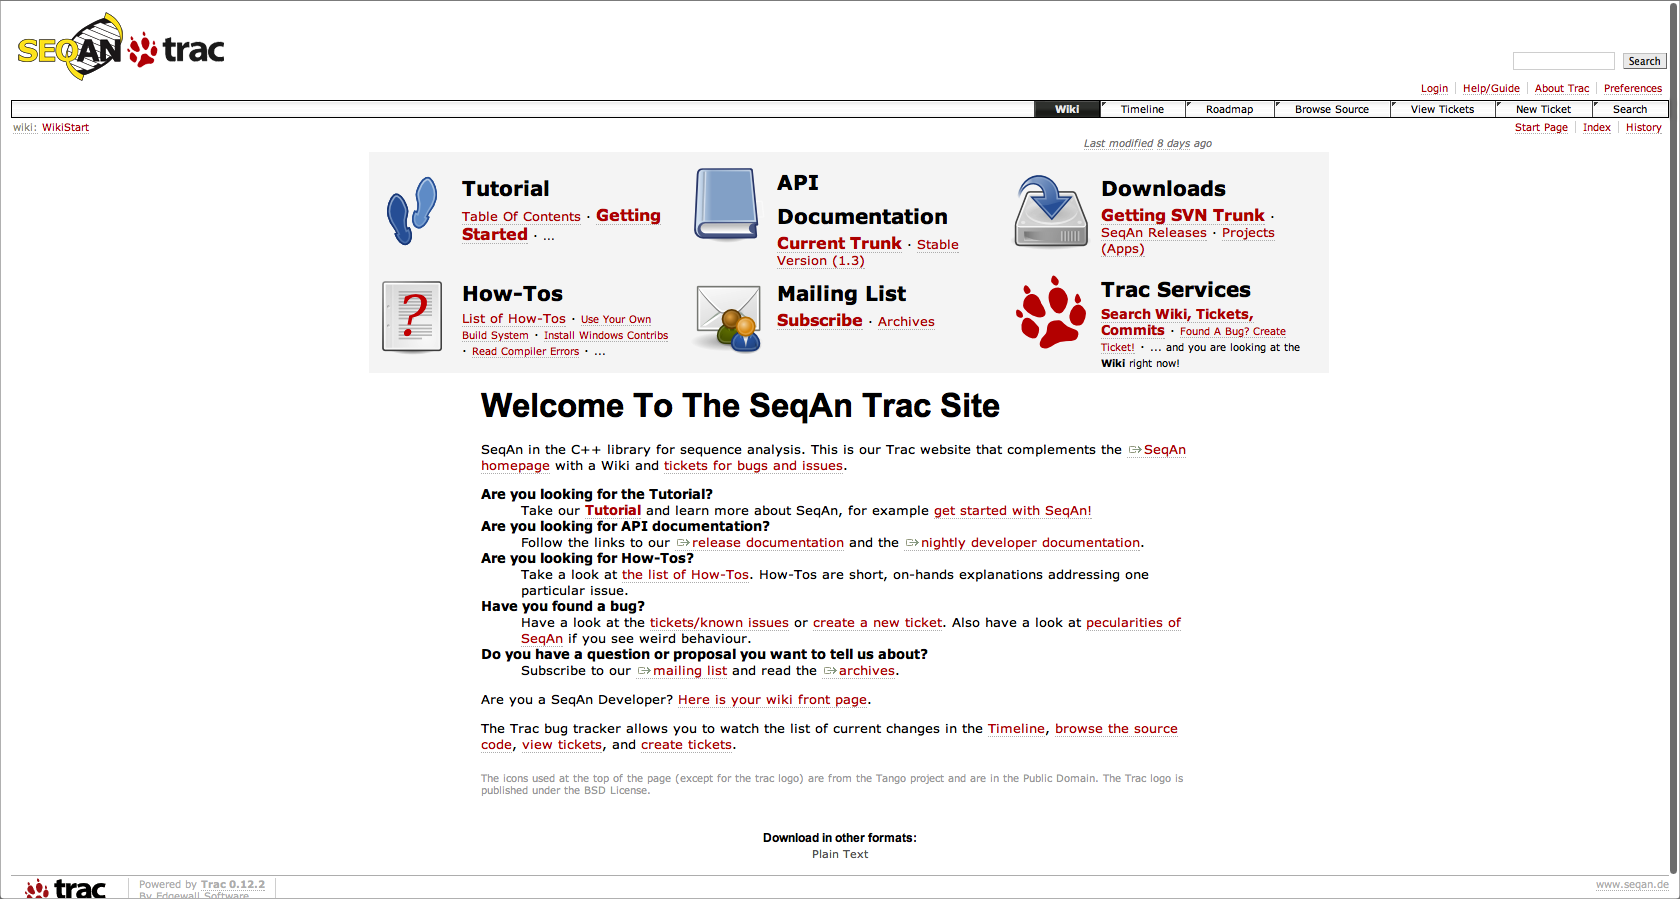 SEQAN trac
Search
Login Help/Guide About Trac Preferences
Wiki Timeline Roadmap Browse Source View Tickets New Ticket Search
wiki: WikiStart
Start Page Index History
Last modified 8 days ago
Tutorial
Table Of Contents · Getting
Started · ...
API
Documentation
Current Trunk · Stable
Version (1.3)
Downloads
Getting SVN Trunk ·
SeqAn Releases · Projects
(Apps)
How-Tos
List of How-Tos · Use Your Own
Build System · Install Windows Contribs
· Read Compiler Errors · ...
Mailing List
Subscribe · Archives
Trac Services
Search Wiki, Tickets,
Commits · Found A Bug? Create
Ticket! · ... and you are looking at the
Wiki right now!
Welcome To The SeqAn Trac Site
SeqAn in the C++ library for sequence analysis. This is our Trac website that complements the SeqAn
homepage with a Wiki and tickets for bugs and issues.
Are you looking for the Tutorial?
Take our Tutorial and learn more about SeqAn, for example get started with SeqAn!
Are you looking for API documentation?
Follow the links to our release documentation and the nightly developer documentation.
Are you looking for How-Tos?
Take a look at the list of How-Tos. How-Tos are short, on-hands explanations addressing one
particular issue.
Have you found a bug?
Have a look at the tickets/known issues or create a new ticket. Also have a look at pecularities of
SeqAn if you see weird behaviour.
Do you have a question or proposal you want to tell us about?
Subscribe to our mailing list and read the archives.
Are you a SeqAn Developer? Here is your wiki front page.
The Trac bug tracker allows you to watch the list of current changes in the Timeline, browse the source
code, view tickets, and create tickets.
The icons used at the top of the page (except for the trac logo) are from the Tango project and are in the Public Domain. The Trac logo is
published under the BSD License.
Download in other formats:
Plain Text
trac
Powered by Trac 0.12.2
By Edgewall Software
www.seqan.de